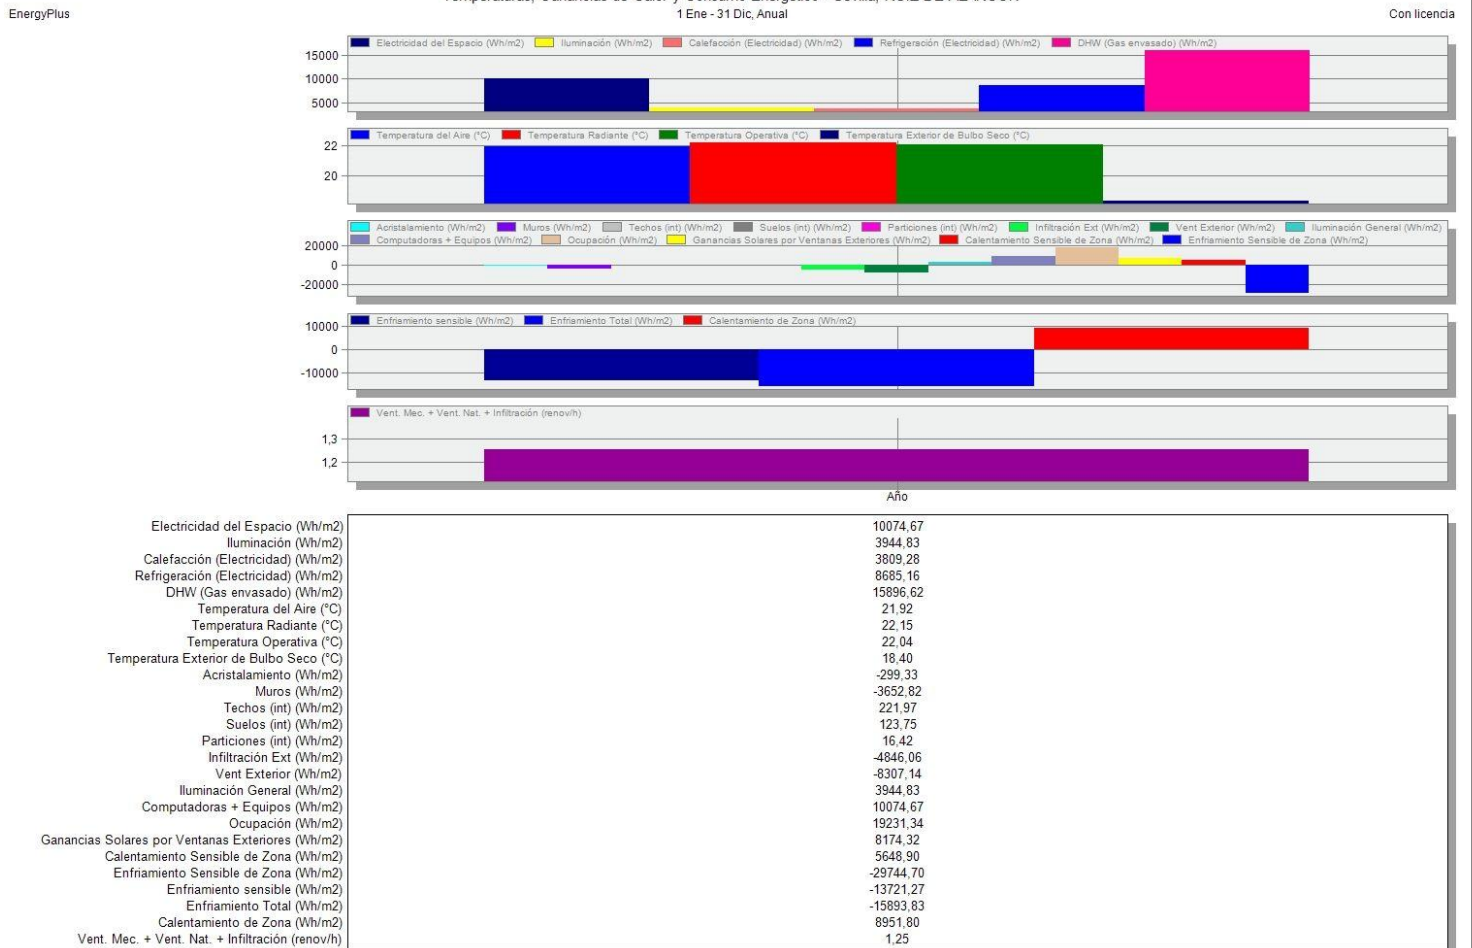 EnergyPlus
1 Ene - 31 Dic, Anual
Con licencia
Electricidad del Espacio (Wh/m2) Iluminación (Wh/m2) Calefacción (Electricidad) (Wh/m2) Refrigeración (Electricidad) (Wh/m2) DHW (Gas envasado) (Wh/m2)
15000
10000
5000
Temperatura del Aire (°C) Temperatura Radiante (°C) Temperatura Operativa (°C) Temperatura Exterior de Bulbo Seco (°C)
22
20
Acristalamiento (Wh/m2) Muros (Wh/m2) Techos (int) (Wh/m2) Suelos (int) (Wh/m2) Particiones (int) (Wh/m2) Infiltración Ext (Wh/m2) Vent Exterior (Wh/m2) Iluminación General (Wh/m2)
Computadoras + Equipos (Wh/m2) Ocupación (Wh/m2) Ganancias Solares por Ventanas Exteriores (Wh/m2) Calentamiento Sensible de Zona (Wh/m2) Enfriamiento Sensible de Zona (Wh/m2)
20000
0
-20000
Enfriamiento sensible (Wh/m2) Enfriamiento Total (Wh/m2) Calentamiento de Zona (Wh/m2)
10000
0
-10000
Vent. Mec. + Vent. Nat. + Infiltración (renov/h)
1,3
1,2
Año
Electricidad del Espacio (Wh/m2) 10074,67
Iluminación (Wh/m2) 3944,83
Calefacción (Electricidad) (Wh/m2) 3809,28
Refrigeración (Electricidad) (Wh/m2) 8685,16
DHW (Gas envasado) (Wh/m2) 15896,62
Temperatura del Aire (°C) 21,92
Temperatura Radiante (°C) 22,15
Temperatura Operativa (°C) 22,04
Temperatura Exterior de Bulbo Seco (°C) 18,40
Acristalamiento (Wh/m2) -299,33
Muros (Wh/m2) -3652,82
Techos (int) (Wh/m2) 221,97
Suelos (int) (Wh/m2) 123,75
Particiones (int) (Wh/m2) 16,42
Infiltración Ext (Wh/m2) -4846,06
Vent Exterior (Wh/m2) -8307,14
Iluminación General (Wh/m2) 3944,83
Computadoras + Equipos (Wh/m2) 10074,67
Ocupación (Wh/m2) 19231,34
Ganancias Solares por Ventanas Exteriores (Wh/m2) 8174,32
Calentamiento Sensible de Zona (Wh/m2) 5648,90
Enfriamiento Sensible de Zona (Wh/m2) -29744,70
Enfriamiento sensible (Wh/m2) -13721,27
Enfriamiento Total (Wh/m2) -15893,83
Calentamiento de Zona (Wh/m2) 8951,80
Vent. Mec. + Vent. Nat. + Infiltración (renov/h) 1,25